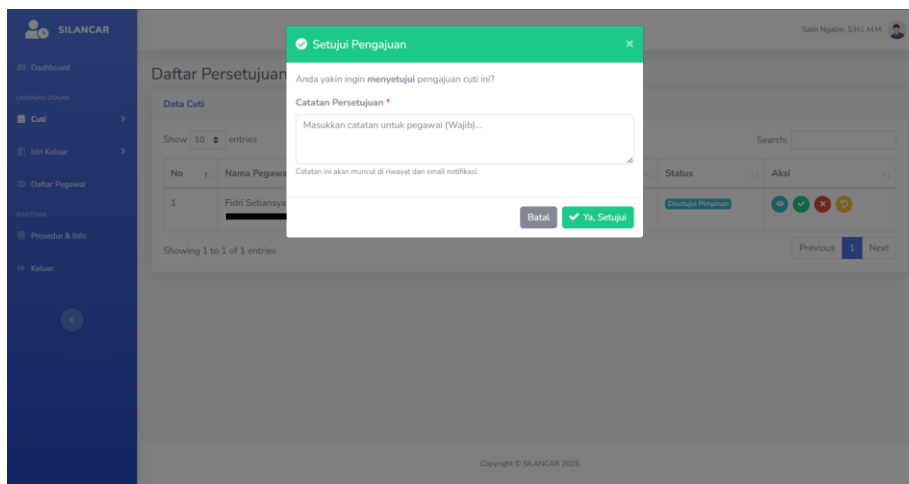 SILANCAR
Salin Ngalim, S.H.I, M.M.
Setujui Pengajuan
×
Dashboard
Daftar Persetujuan
Anda yakin ingin menyetujui pengajuan cuti ini?
LAYANAN UTAMA
Data Cuti
Catatan Persetujuan *
Cuti
Masukkan catatan untuk pegawai (Wajib)...
Show 10 entries
Search:
Izin Keluar
Catatan ini akan muncul di riwayat dan email notifikasi.
No
Nama Pegawa
Status
Aksi
Daftar Pegawai
1
Fidri Setiansya
Disetujui Pimpinan
BANTUAN
Batal
Ya, Setujui
Prosedur & Info
Showing 1 to 1 of 1 entries
Previous 1 Next
Keluar
Copyright © SILANCAR 2025